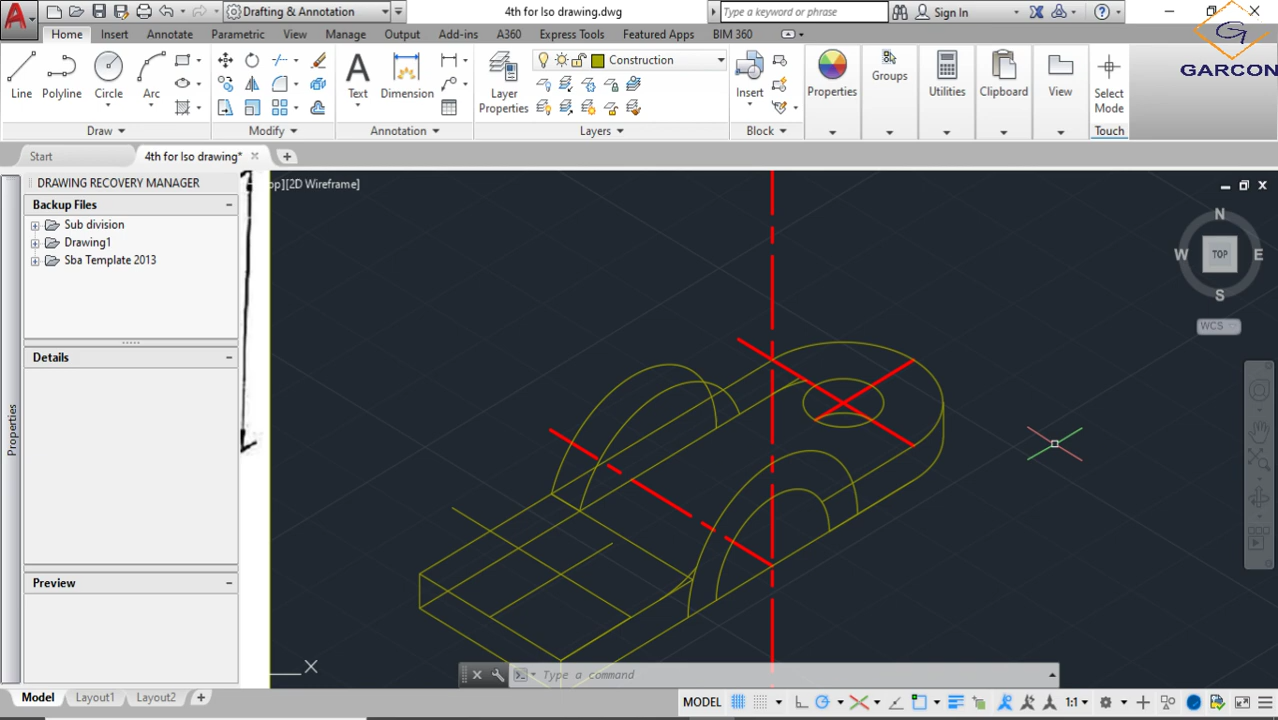 Drafting & Annotation
4th for Iso drawing.dwg
Type a keyword or phrase
Sign In
Home Insert Annotate Parametric View Manage Output Add-ins A360 Express Tools Featured Apps BIM 360
GARCON
Construction
Line Polyline Circle Arc Text Dimension Layer Properties Insert Properties Groups Utilities Clipboard View Select Mode
Draw Modify Annotation Layers Block Touch
Start 4th for Iso drawing*
DRAWING RECOVERY MANAGER
Backup Files
Sub division
Drawing1
Sba Template 2013
Details
Preview
Properties
op][2D Wireframe]
N
W TOP E
S
WCS
X
Type a command
Model Layout1 Layout2
MODEL 1:1